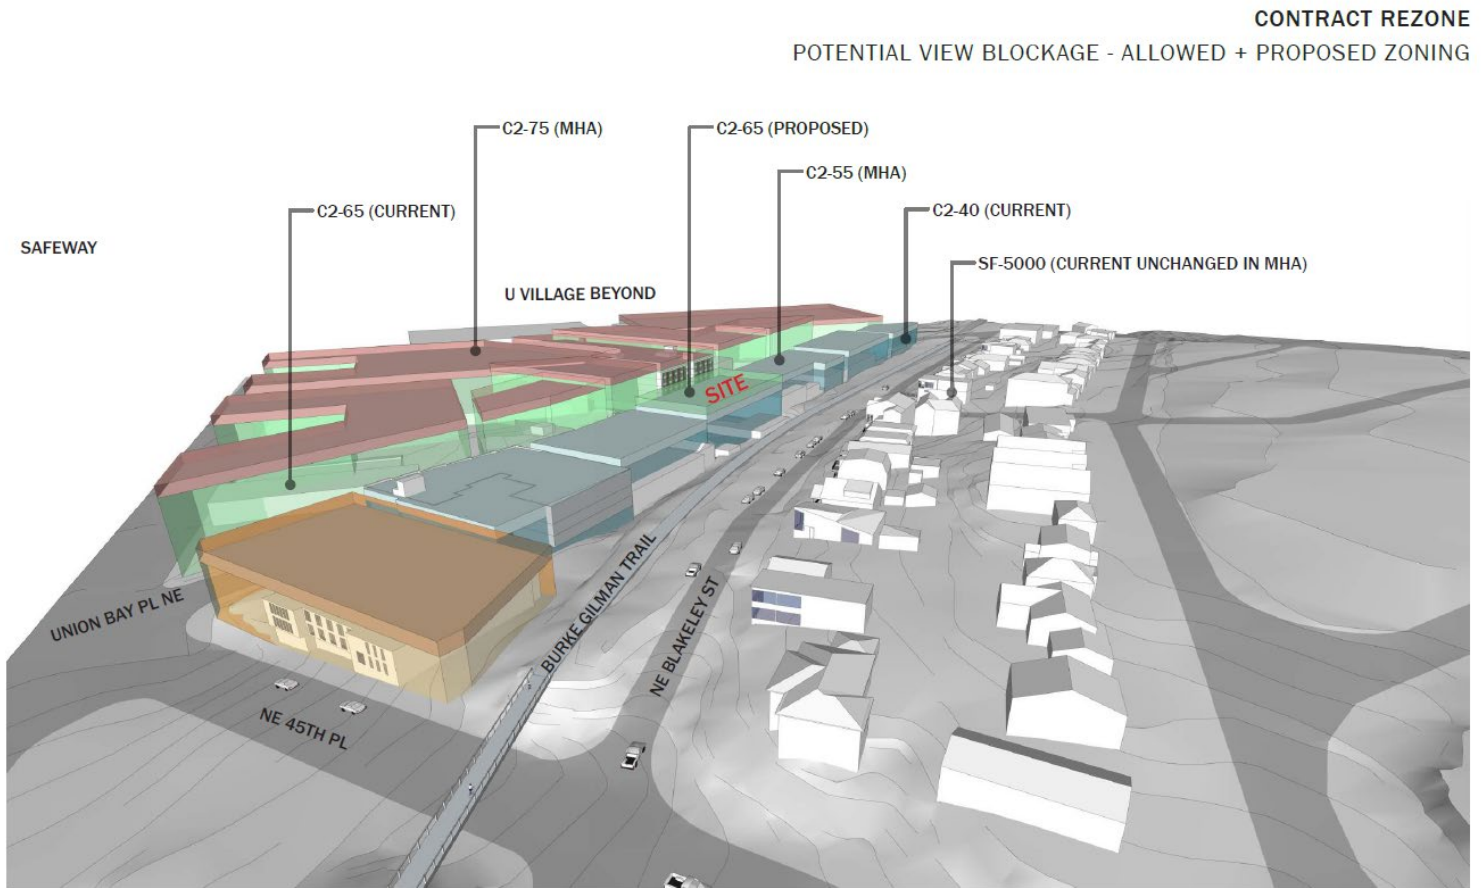 CONTRACT REZONE
POTENTIAL VIEW BLOCKAGE - ALLOWED + PROPOSED ZONING
C2-75 (MHA)
C2-65 (PROPOSED)
C2-55 (MHA)
C2-65 (CURRENT)
C2-40 (CURRENT)
SAFEWAY
SF-5000 (CURRENT UNCHANGED IN MHA)
U VILLAGE BEYOND
SITE
UNION BAY PL NE
BURKE GILMAN TRAIL
NE BLAKELEY ST
NE 45TH PL